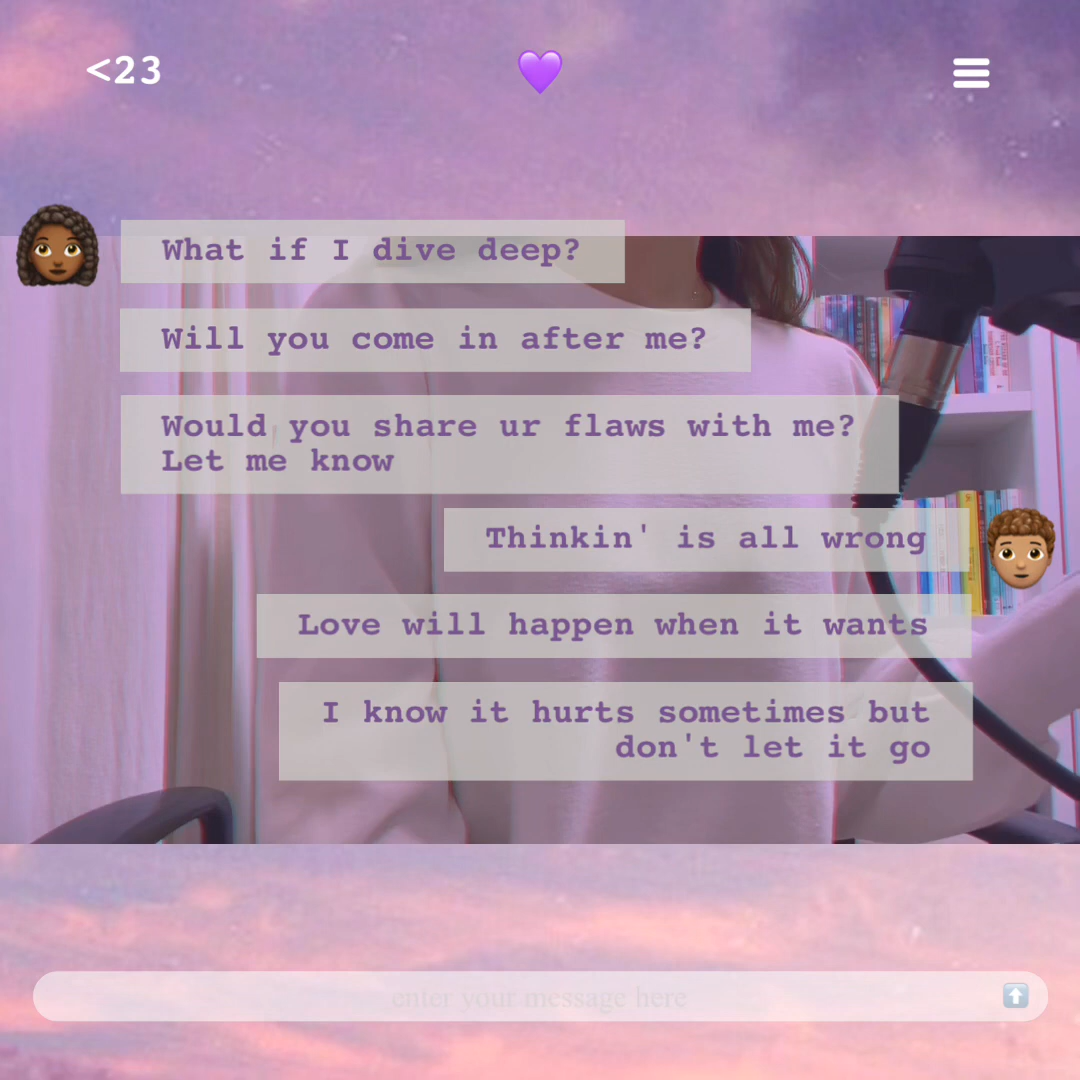 <23
What if I dive deep?
Will you come in after me?
Would you share ur flaws with me?
Let me know
Thinkin' is all wrong
Love will happen when it wants
I know it hurts sometimes but
don't let it go
enter your message here